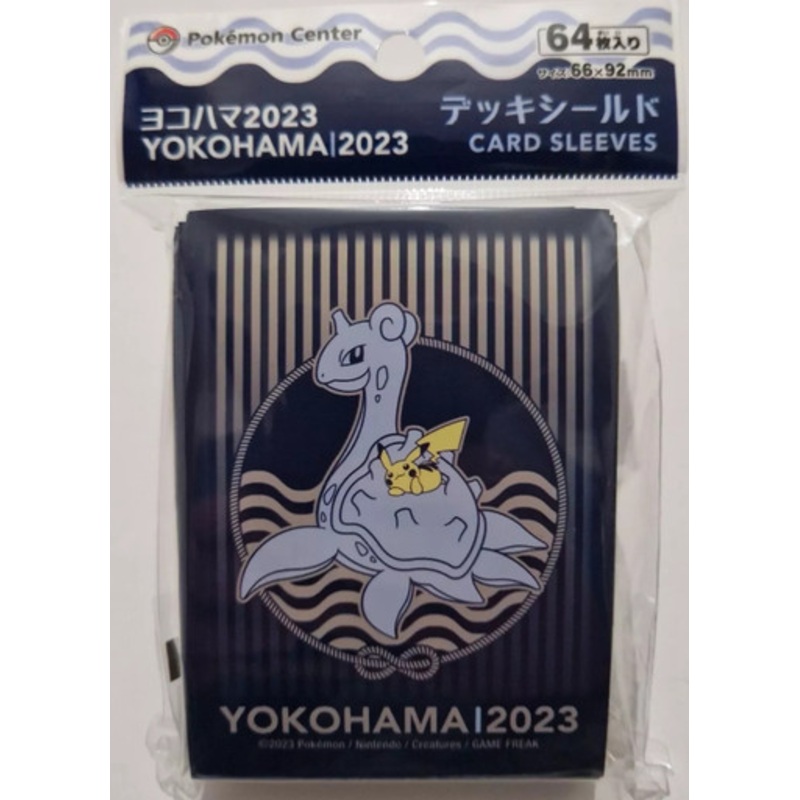 Pokémon Center
64枚入り
サイズ 66×92mm
ヨコハマ2023
YOKOHAMA|2023
デッキシールド
CARD SLEEVES
YOKOHAMA|2023
©2023 Pokémon / Nintendo / Creatures / GAME FREAK